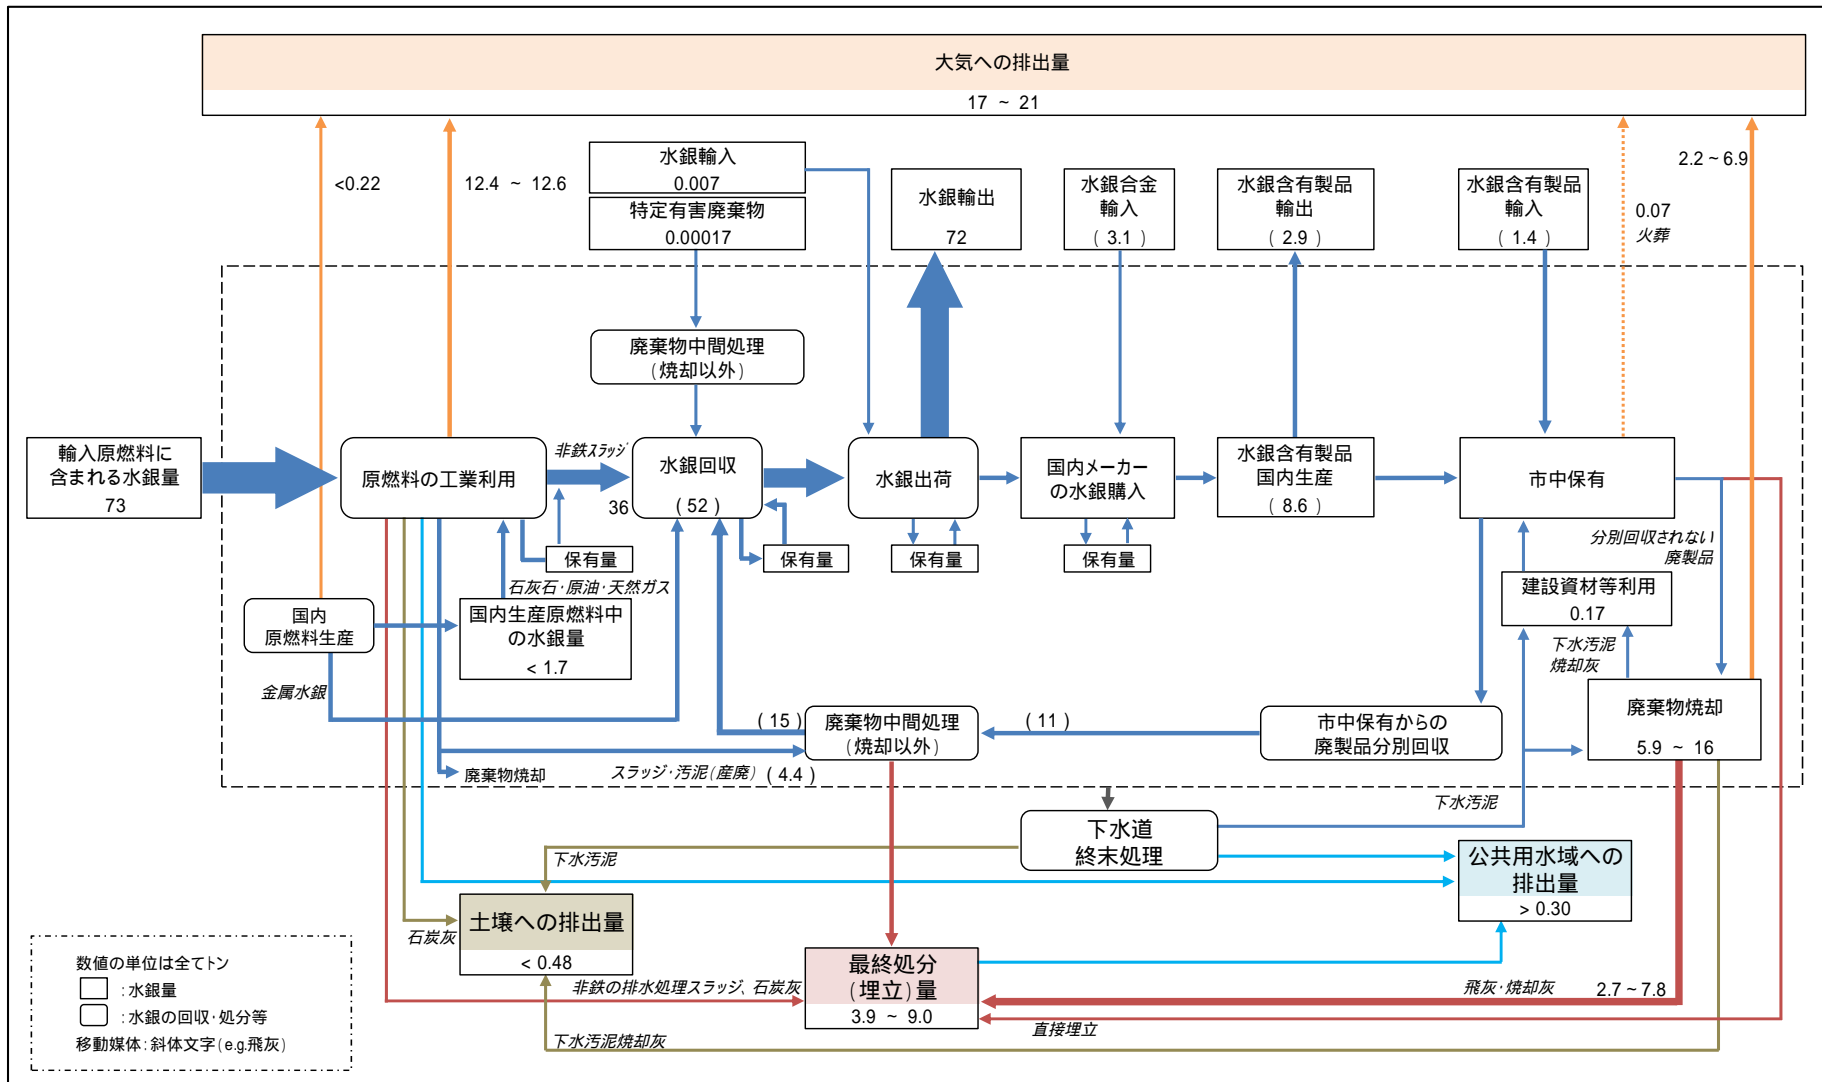 大気への排出量
17 ~ 21
<0.22
12.4 ~ 12.6
水銀輸入
0.007
特定有害廃棄物
0.00017
水銀輸出
72
水銀合金
輸入
(3.1)
水銀含有製品
輸出
(2.9)
水銀含有製品
輸入
(1.4)
0.07
火葬
2.2~6.9
廃棄物中間処理
(焼却以外)
輸入原燃料に
含まれる水銀量
73
原燃料の工業利用
非鉄スラッジ
36
水銀回収
(52)
水銀出荷
国内メーカー
の水銀購入
水銀含有製品
国内生産
(8.6)
市中保有
保有量
保有量
保有量
保有量
分別回収されない
廃製品
石灰石・原油・天然ガス
建設資材等利用
0.17
国内
原燃料生産
国内生産原燃料中
の水銀量
< 1.7
下水汚泥
焼却灰
金属水銀
(15)
廃棄物中間処理
(焼却以外)
(11)
市中保有からの
廃製品分別回収
廃棄物焼却
5.9 ~ 16
廃棄物焼却
スラッジ・汚泥(産廃)
(4.4)
下水汚泥
下水道
終末処理
下水汚泥
公共用水域への
排出量
> 0.30
土壌への排出量
< 0.48
石炭灰
最終処分
(埋立)量
3.9 ~ 9.0
非鉄の排水処理スラッジ、石炭灰
飛灰・焼却灰
2.7~7.8
直接埋立
下水汚泥焼却灰
数値の単位は全てトン
:水銀量
:水銀の回収・処分等
移動媒体:斜体文字(e.g.飛灰)